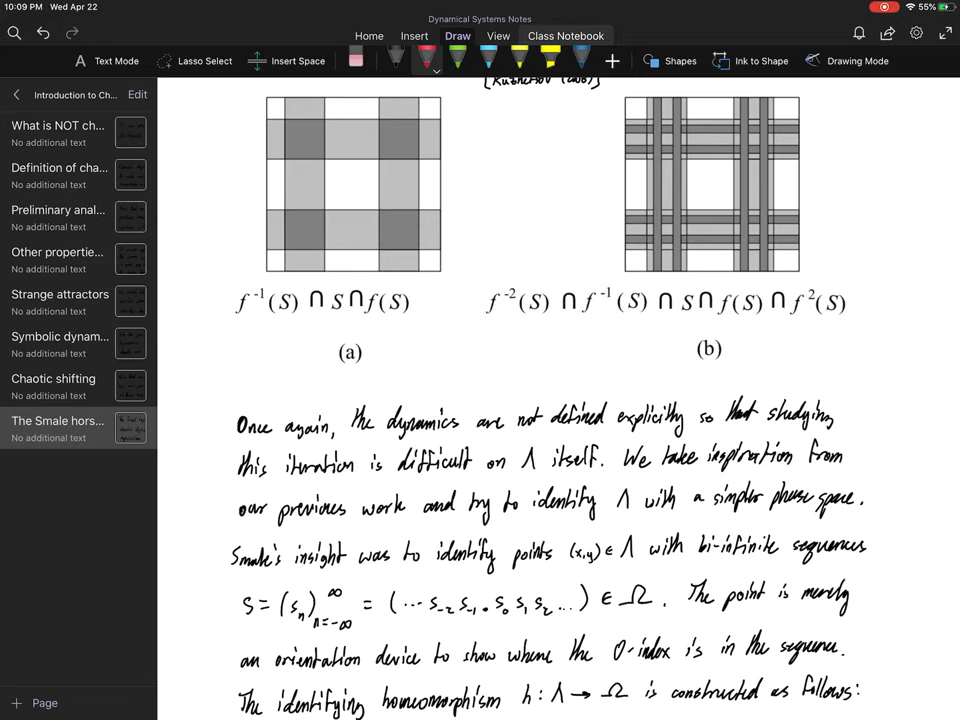 10:09 PM Wed Apr 22
55%
Dynamical Systems Notes
Home Insert Draw View Class Notebook
Text Mode Lasso Select Insert Space Shapes Ink to Shape Drawing Mode
Introduction to Ch... Edit
What is NOT ch...
No additional text
Definition of cha...
No additional text
Preliminary anal...
No additional text
Other propertie...
No additional text
Strange attractors
No additional text
Symbolic dynam...
No additional text
Chaotic shifting
No additional text
The Smale hors...
No additional text
Page
[Kuznetsov (2008)]
f⁻¹(S) ∩ S ∩ f(S)
f⁻²(S) ∩ f⁻¹(S) ∩ S ∩ f(S) ∩ f²(S)
(a)
(b)
Once again, the dynamics are not defined explicitly so that studying
this iteration is difficult on Λ itself. We take inspiration from
our previous work and try to identify Λ with a simpler phase space.
Smale's insight was to identify points (x,y) ∈ Λ with bi-infinite sequences
S = (sₙ)_{n=-∞}^{∞} = (... s₋₂ s₋₁ . s₀ s₁ s₂ ...) ∈ Ω. The point is merely
an orientation device to show where the 0-index is in the sequence.
The identifying homeomorphism h: Λ → Ω is constructed as follows: